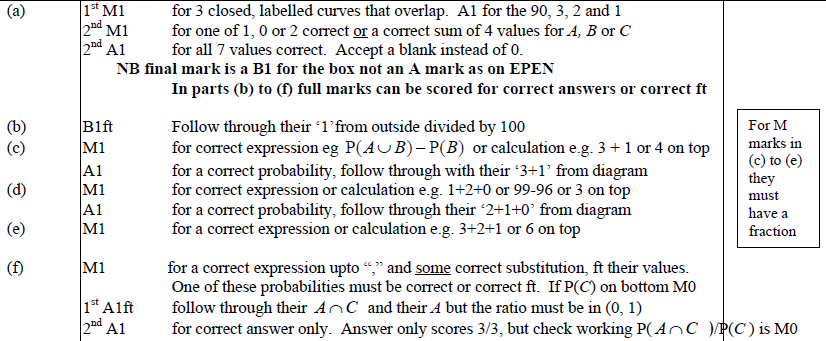 (a) 1st M1 for 3 closed, labelled curves that overlap. A1 for the 90, 3, 2 and 1
2nd M1 for one of 1, 0 or 2 correct or a correct sum of 4 values for A, B or C
2nd A1 for all 7 values correct. Accept a blank instead of 0.
NB final mark is a B1 for the box not an A mark as on EPEN
In parts (b) to (f) full marks can be scored for correct answers or correct ft
(b) B1ft Follow through their ‘1’from outside divided by 100
(c) M1 for correct expression eg P(A∪B)−P(B) or calculation e.g. 3 + 1 or 4 on top
A1 for a correct probability, follow through with their ‘3+1’ from diagram
(d) M1 for correct expression or calculation e.g. 1+2+0 or 99-96 or 3 on top
A1 for a correct probability, follow through their ‘2+1+0’ from diagram
(e) M1 for a correct expression or calculation e.g. 3+2+1 or 6 on top
For M
marks in
(c) to (e)
they
must
have a
fraction
(f) M1 for a correct expression upto “,” and some correct substitution, ft their values.
One of these probabilities must be correct or correct ft. If P(C) on bottom M0
1st A1ft follow through their A∩C and their A but the ratio must be in (0, 1)
2nd A1 for correct answer only. Answer only scores 3/3, but check working P(A∩C )/P(C ) is M0